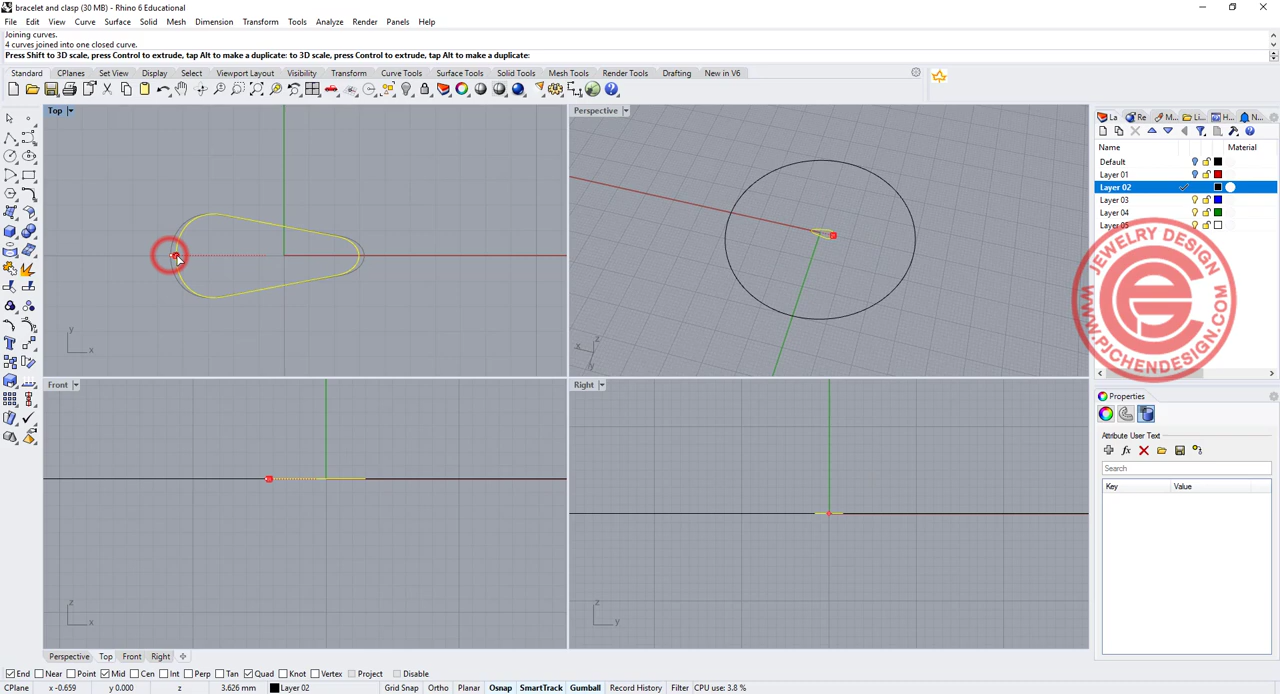 bracelet and clasp (30 MB) - Rhino 6 Educational
File Edit View Curve Surface Solid Mesh Dimension Transform Tools Analyze Render Panels Help
Joining curves.
4 curves joined into one closed curve.
Press Shift to 3D scale, press Control to extrude, tap Alt to make a duplicate: to 3D scale, press Control to extrude, tap Alt to make a duplicate:
Standard CPlanes Set View Display Select Viewport Layout Visibility Transform Curve Tools Surface Tools Solid Tools Mesh Tools Render Tools Drafting New in V6
Top
Perspective
La Re M... Li... H... N...
Name Material
Default
Layer 01
Layer 02
Layer 03
Layer 04
Layer 05
JEWELRY DESIGN
WWW.PJCHENDESIGN.COM
y x
z x y
Front
Right
z x
z y
Properties
Attribute User Text
Search
Key Value
Perspective Top Front Right
End Near Point Mid Cen Int Perp Tan Quad Knot Vertex Project Disable
CPlane x -0.659 y 0.000 z 3.626 mm Layer 02 Grid Snap Ortho Planar Osnap SmartTrack Gumball Record History Filter CPU use: 3.8 %